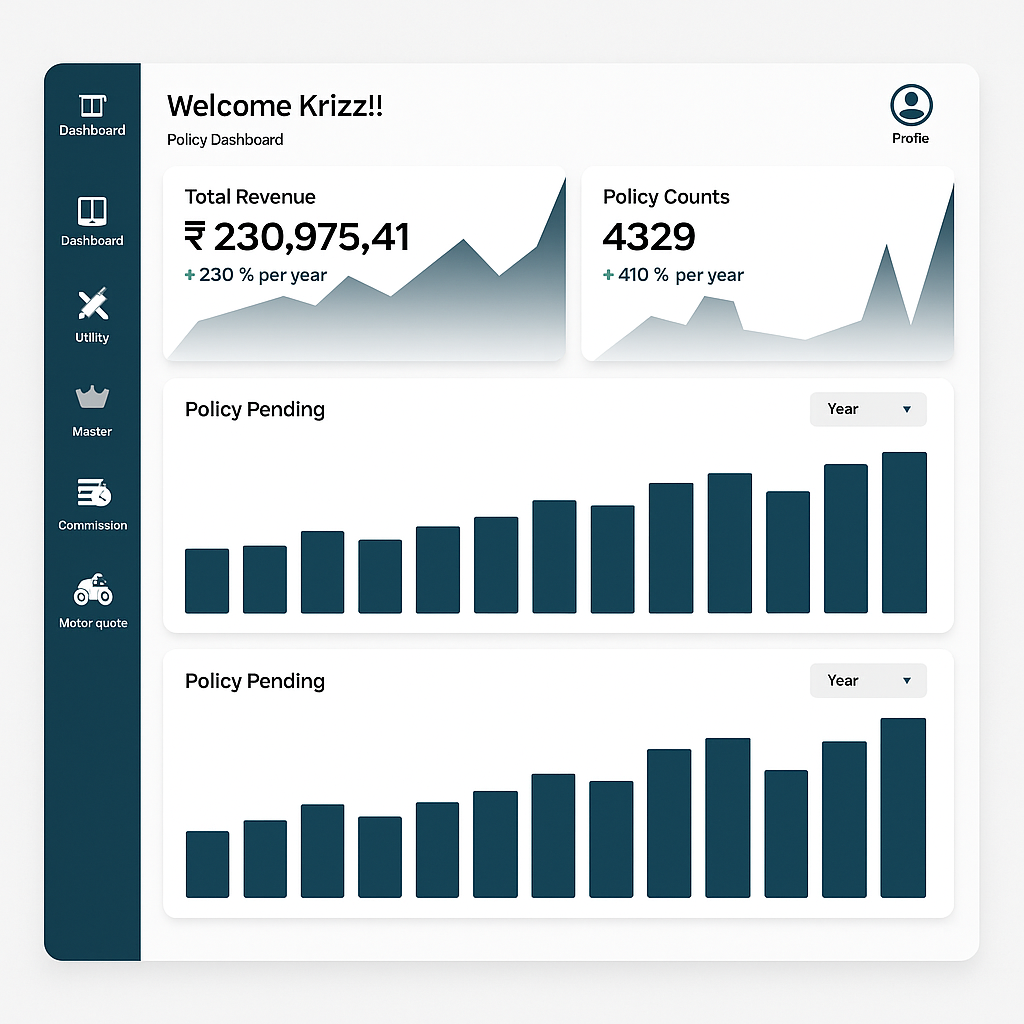 Dashboard
Dashboard
Utility
Master
Commission
Motor quote
Welcome Krizz!!
Policy Dashboard
Profie
Total Revenue
₹ 230,975,41
+ 230 % per year
Policy Counts
4329
+ 410 % per year
Policy Pending
Year
Policy Pending
Year